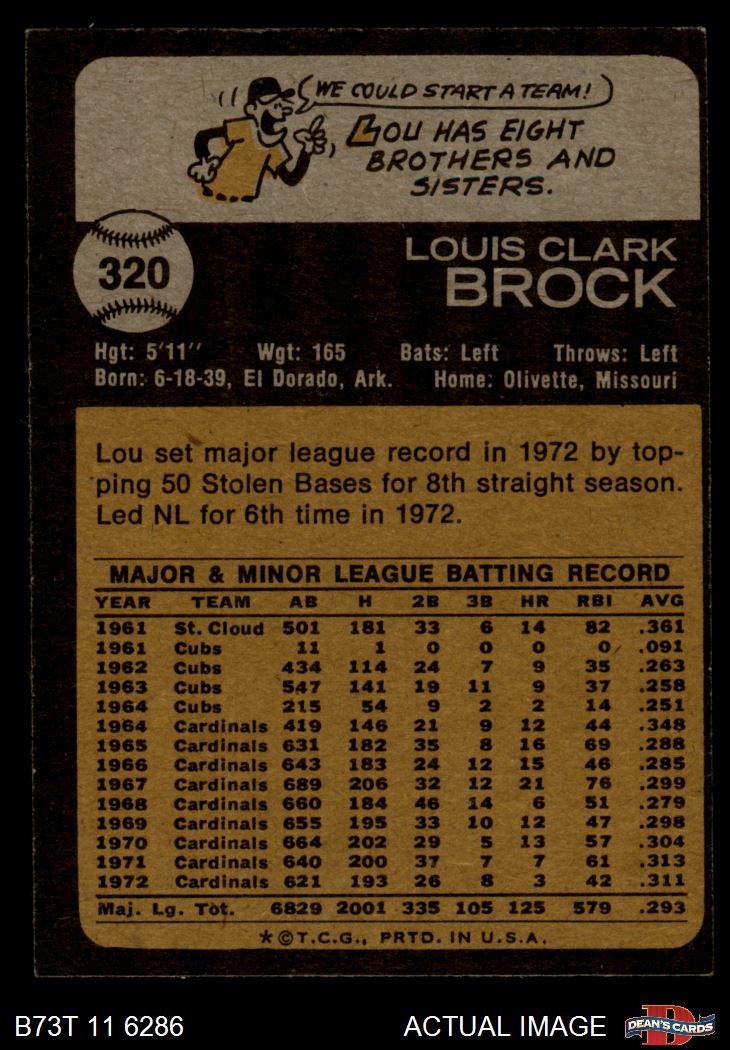 WE COULD START A TEAM!
LOU HAS EIGHT
BROTHERS AND
SISTERS.
320
LOUIS CLARK
BROCK
Hgt: 5'11'' Wgt: 165 Bats: Left Throws: Left
Born: 6-18-39, El Dorado, Ark. Home: Olivette, Missouri
Lou set major league record in 1972 by top-
ping 50 Stolen Bases for 8th straight season.
Led NL for 6th time in 1972.
MAJOR & MINOR LEAGUE BATTING RECORD
YEAR TEAM AB H 2B 3B HR RBI AVG
1961 St. Cloud 501 181 33 6 14 82 .361
1961 Cubs 11 1 0 0 0 0 .091
1962 Cubs 434 114 24 7 9 35 .263
1963 Cubs 547 141 19 11 9 37 .258
1964 Cubs 215 54 9 2 2 14 .251
1964 Cardinals 419 146 21 9 12 44 .348
1965 Cardinals 631 182 35 8 16 69 .288
1966 Cardinals 643 183 24 12 15 46 .285
1967 Cardinals 689 206 32 12 21 76 .299
1968 Cardinals 660 184 46 14 6 51 .279
1969 Cardinals 655 195 33 10 12 47 .298
1970 Cardinals 664 202 29 5 13 57 .304
1971 Cardinals 640 200 37 7 7 61 .313
1972 Cardinals 621 193 26 8 3 42 .311
Maj. Lg. Tot. 6829 2001 335 105 125 579 .293
*©T.C.G., PRTD. IN U.S.A.
B73T 11 6286 ACTUAL IMAGE DEAN'S CARDS